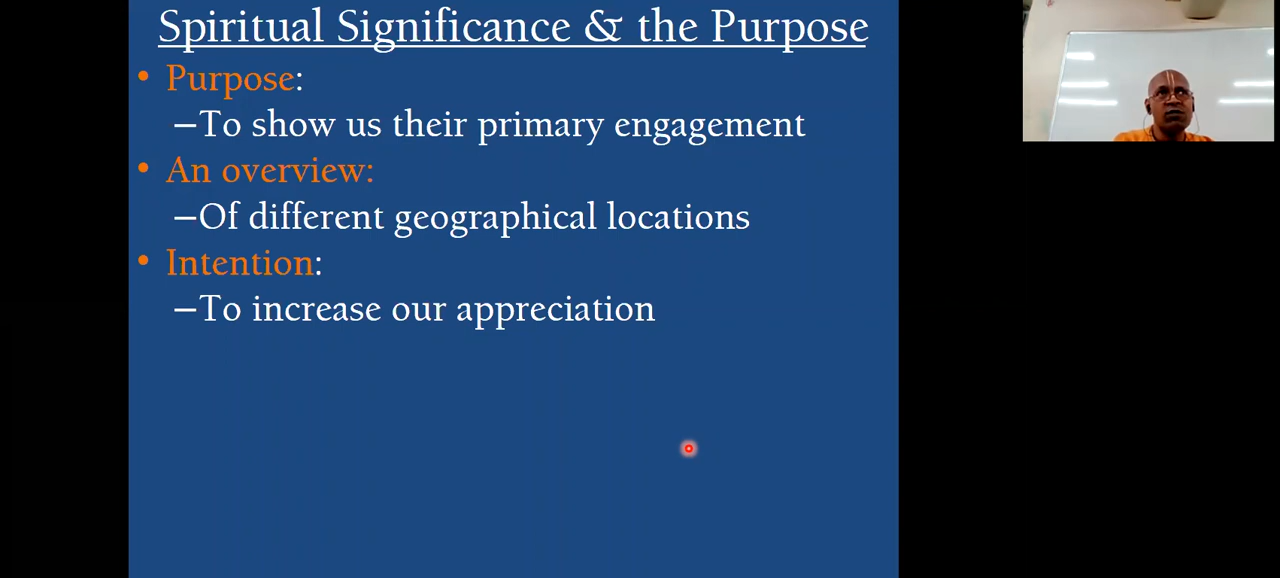 Spiritual Significance & the Purpose
• Purpose:
–To show us their primary engagement
• An overview:
–Of different geographical locations
• Intention:
–To increase our appreciation